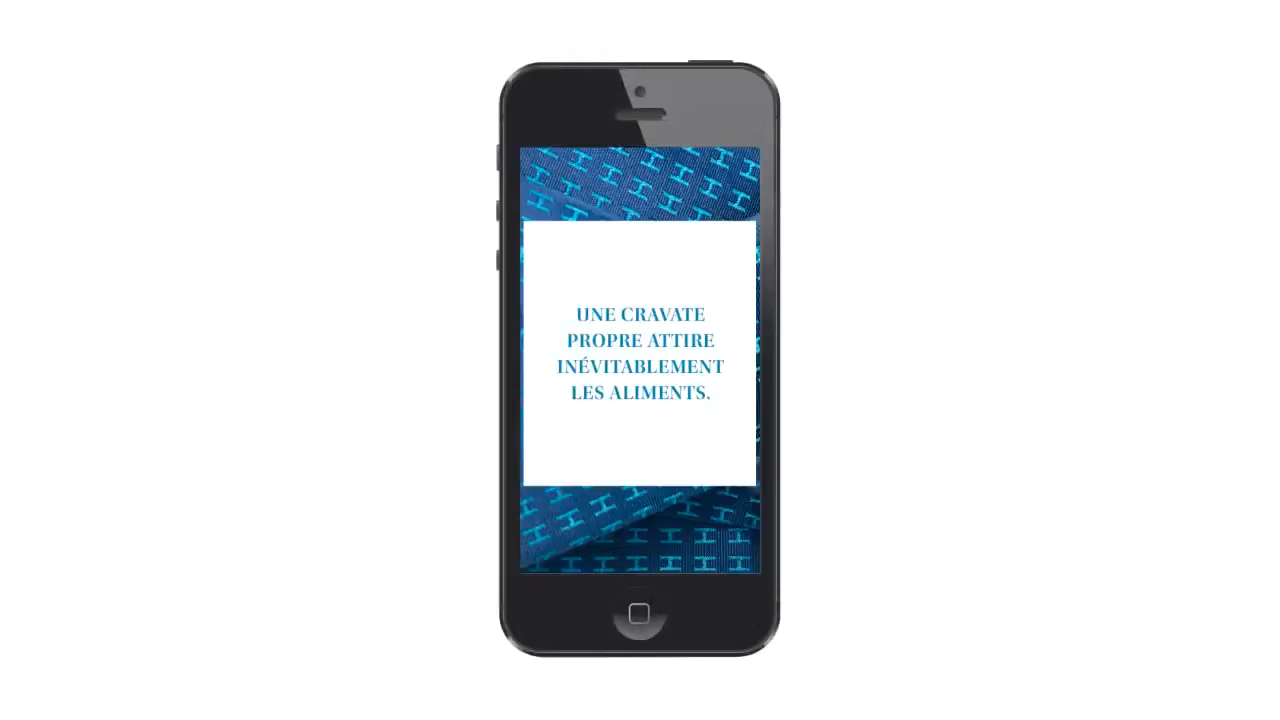 UNE CRAVATE
PROPRE ATTIRE
INÉVITABLEMENT
LES ALIMENTS.